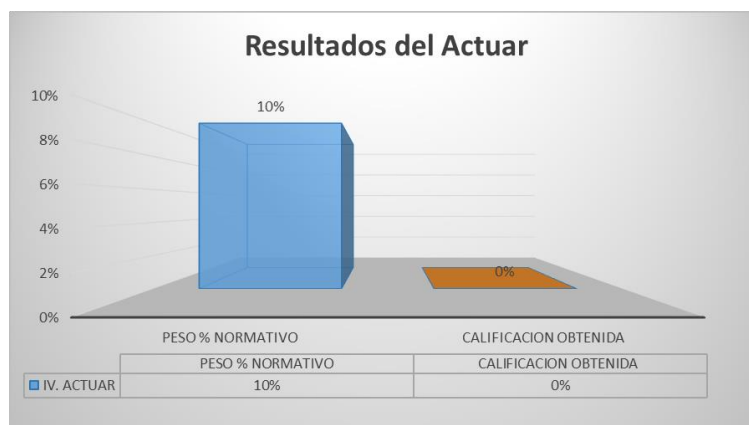 Resultados del Actuar
10%
10%
8%
6%
4%
2%
0%
0%
PESO % NORMATIVO CALIFICACION OBTENIDA
PESO % NORMATIVO CALIFICACION OBTENIDA
IV. ACTUAR 10% 0%